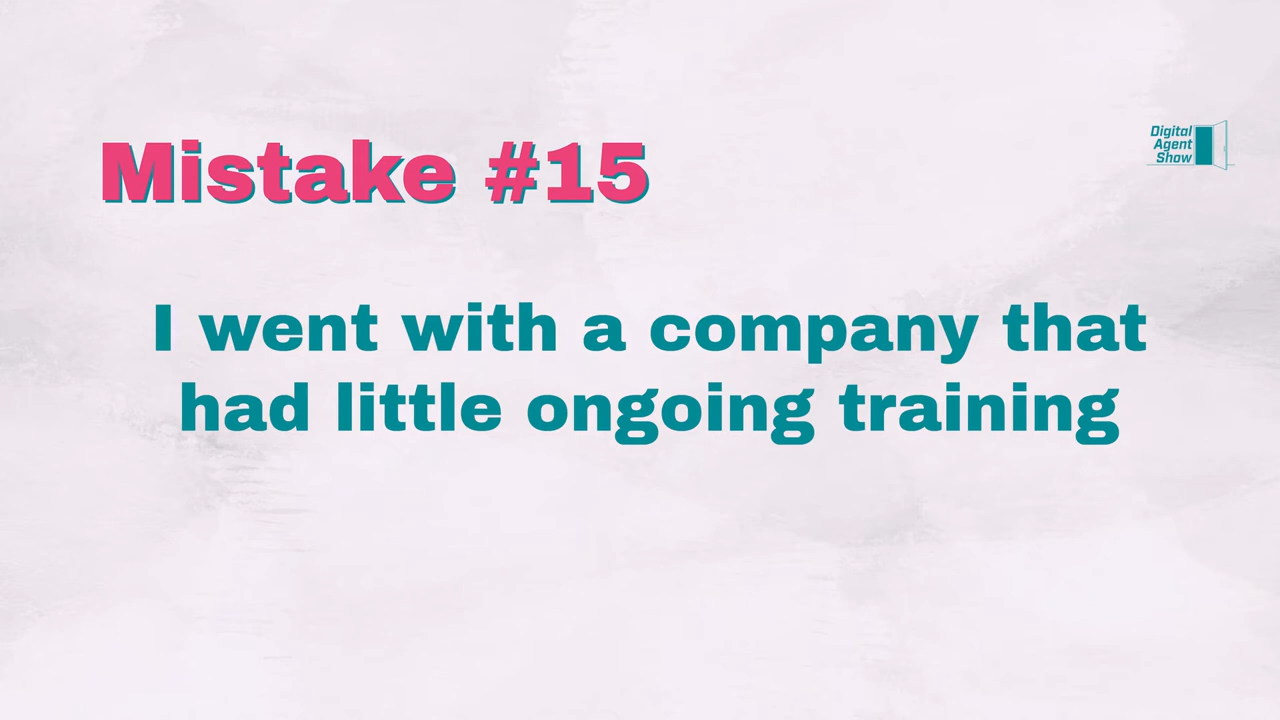 Mistake #15
Digital
Agent
Show
I went with a company that
had little ongoing training